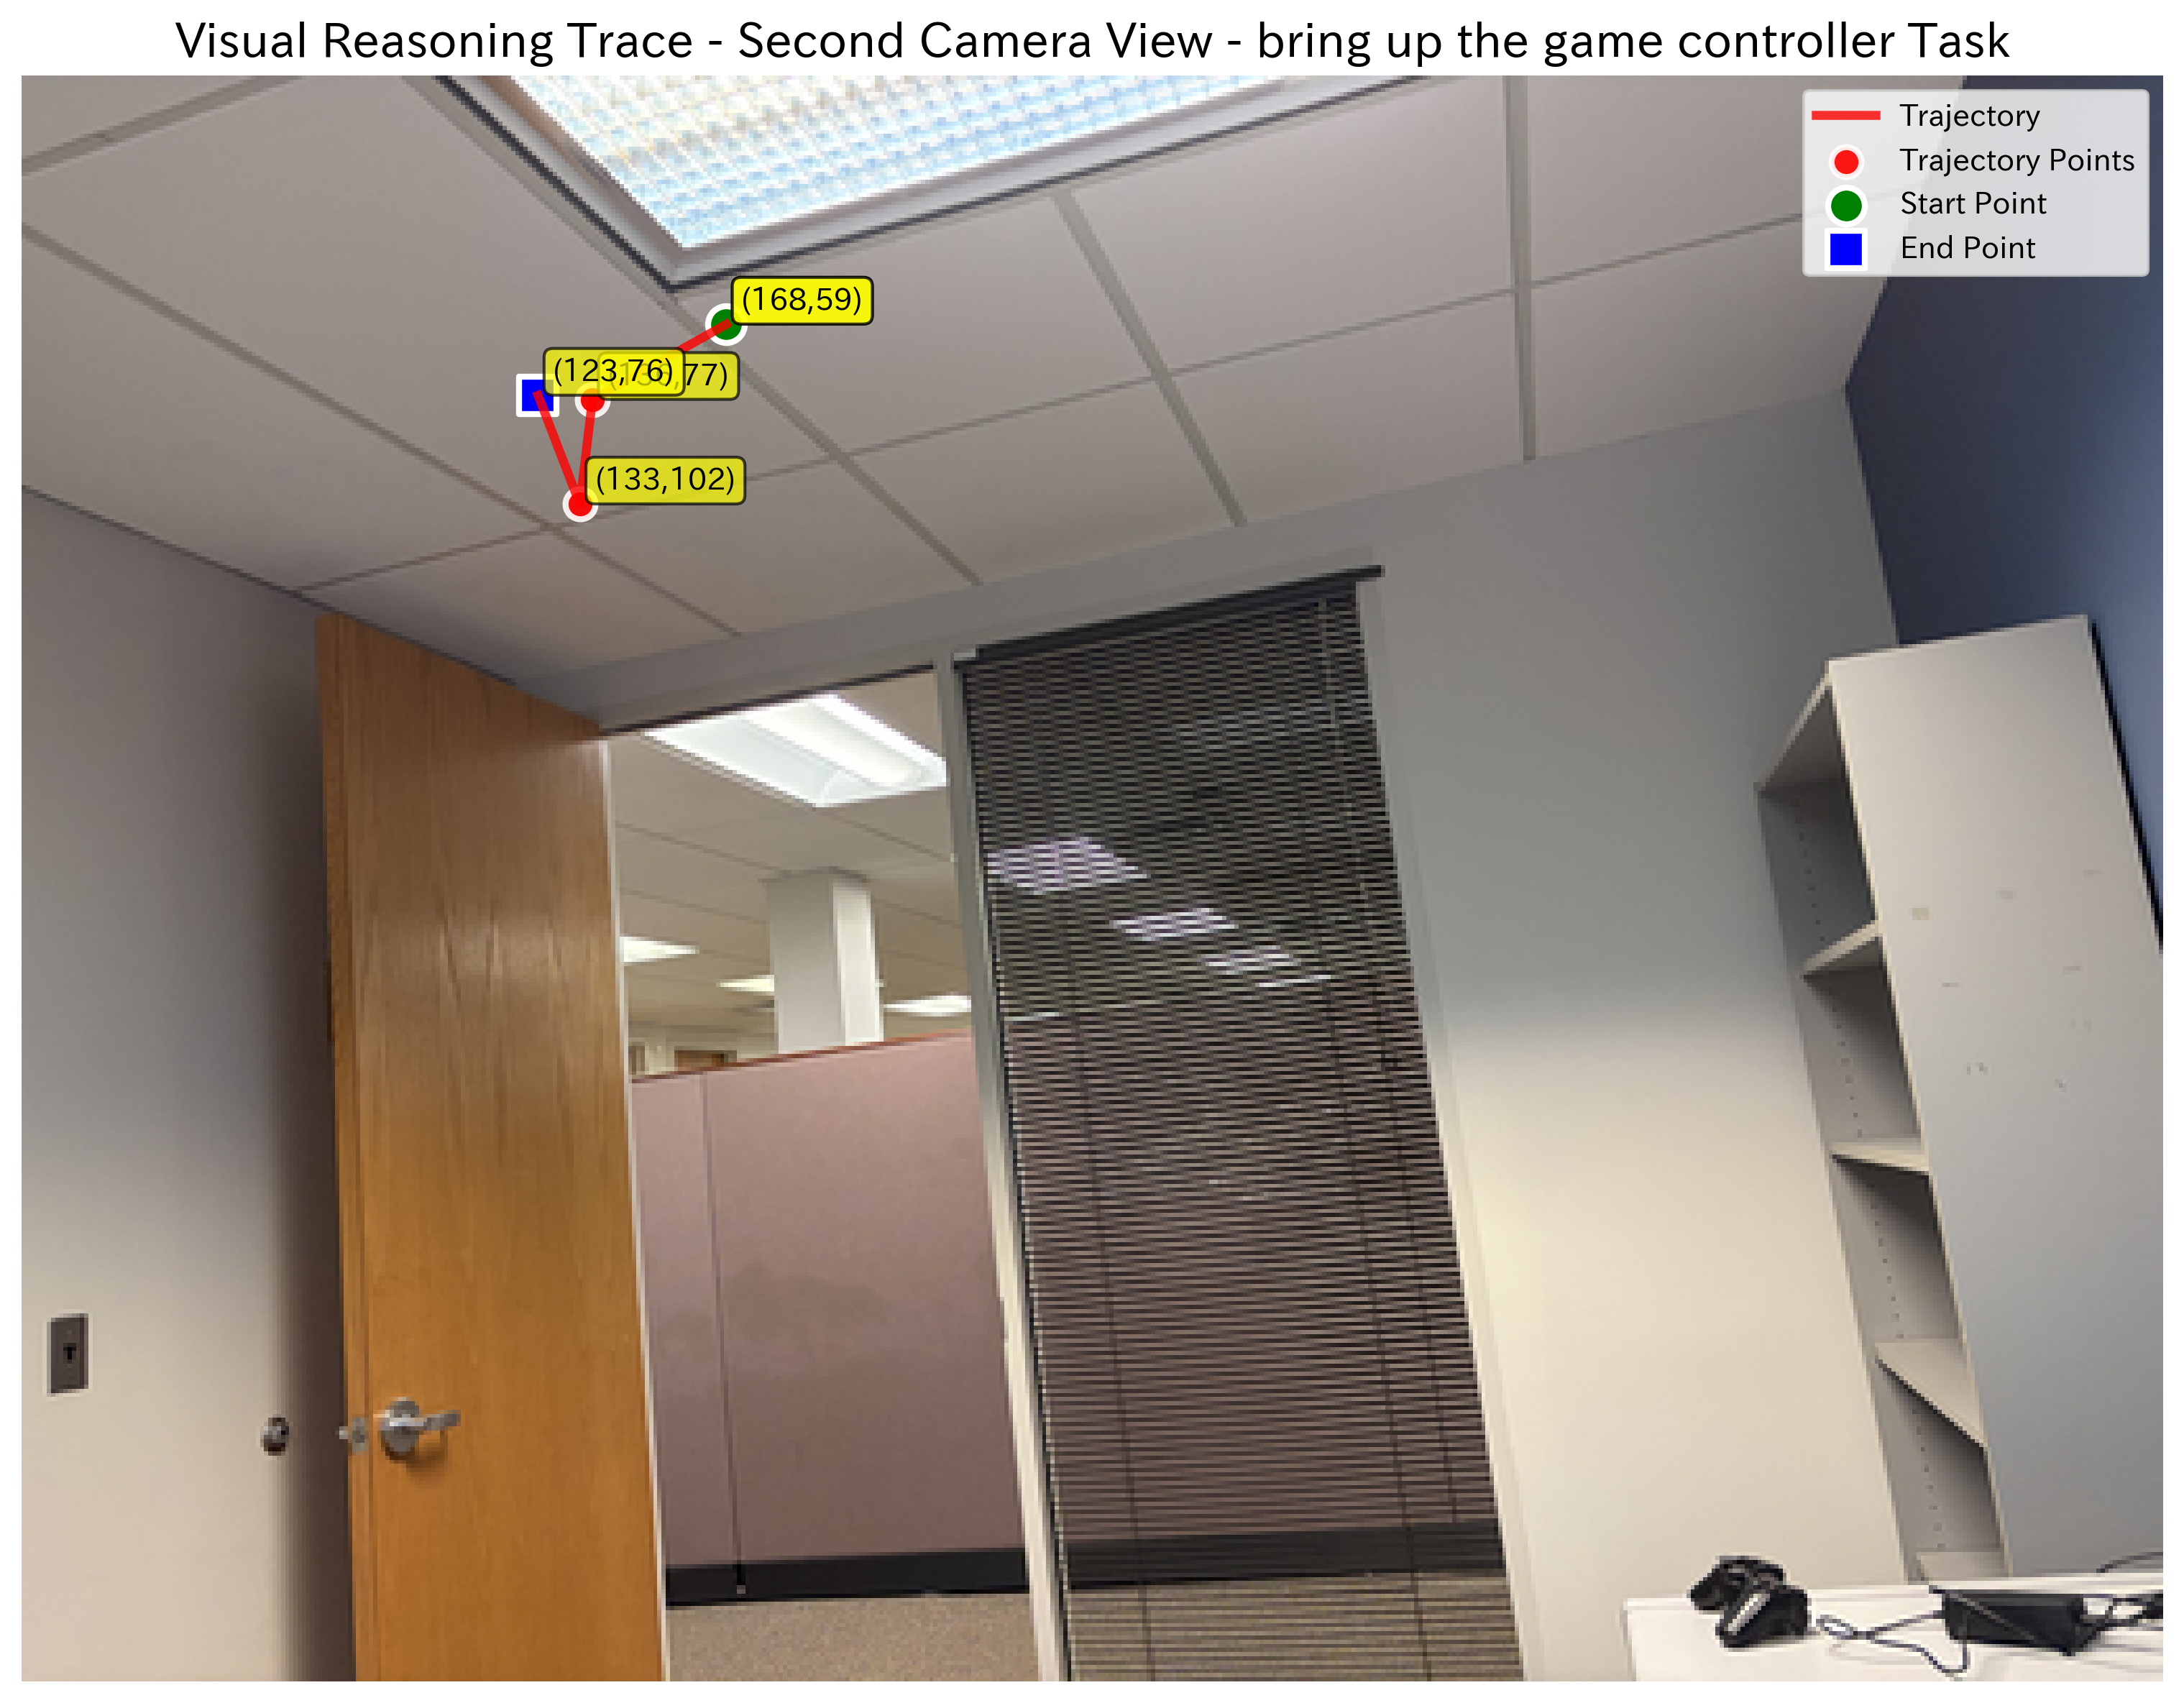 Visual Reasoning Trace - Second Camera View - bring up the game controller Task
Trajectory
Trajectory Points
Start Point
End Point
(168,59)
(123,76)
,77)
(133,102)